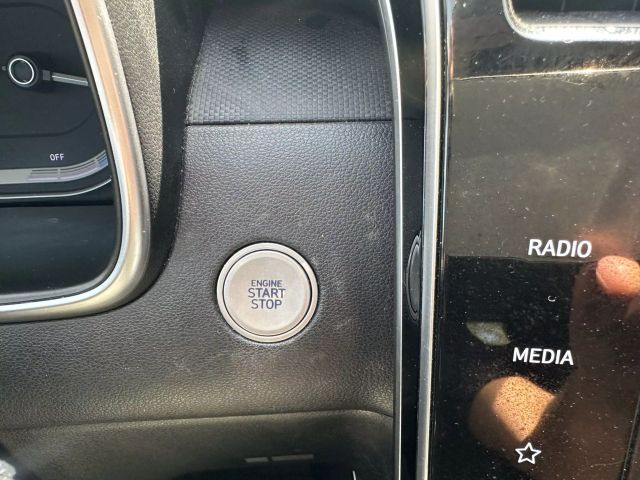 OFF
ENGINE
START
STOP
RADIO
MEDIA